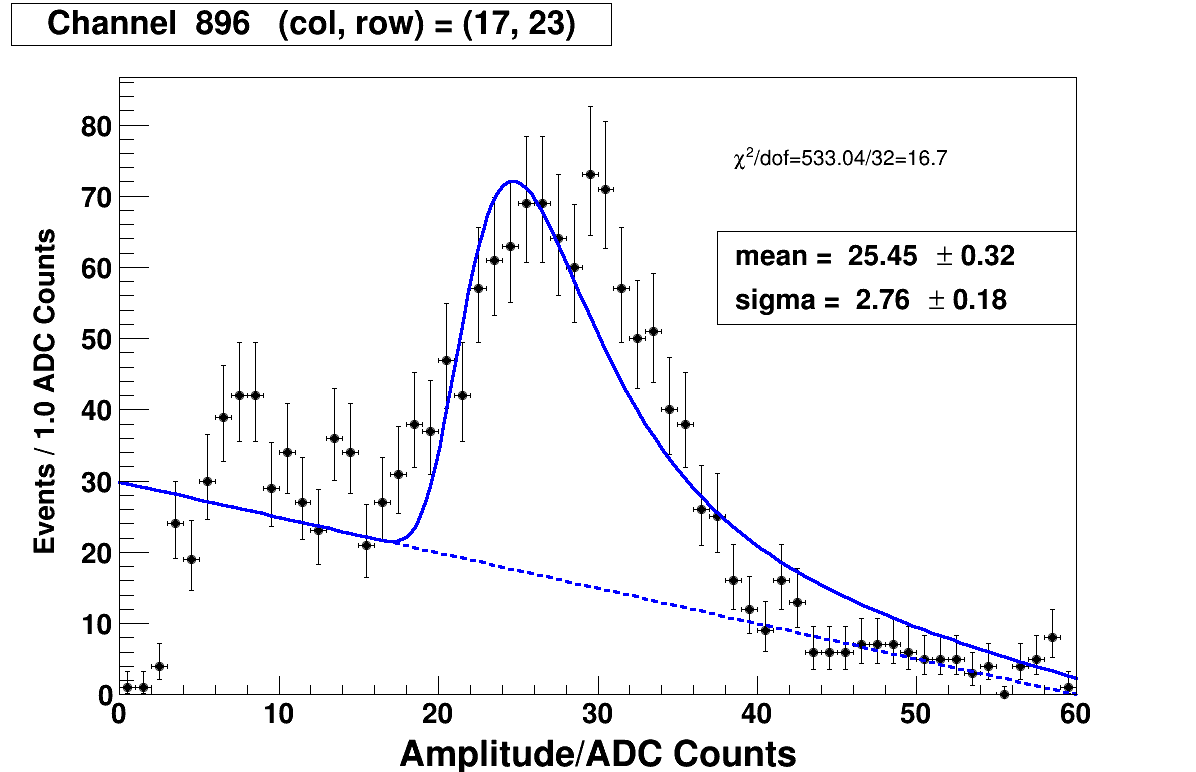 Channel 896 (col, row) = (17, 23)
80
70
60
50
40
30
20
10
0
Events / 1.0 ADC Counts
χ²/dof=533.04/32=16.7
mean = 25.45 ± 0.32
sigma = 2.76 ± 0.18
0 10 20 30 40 50 60
Amplitude/ADC Counts